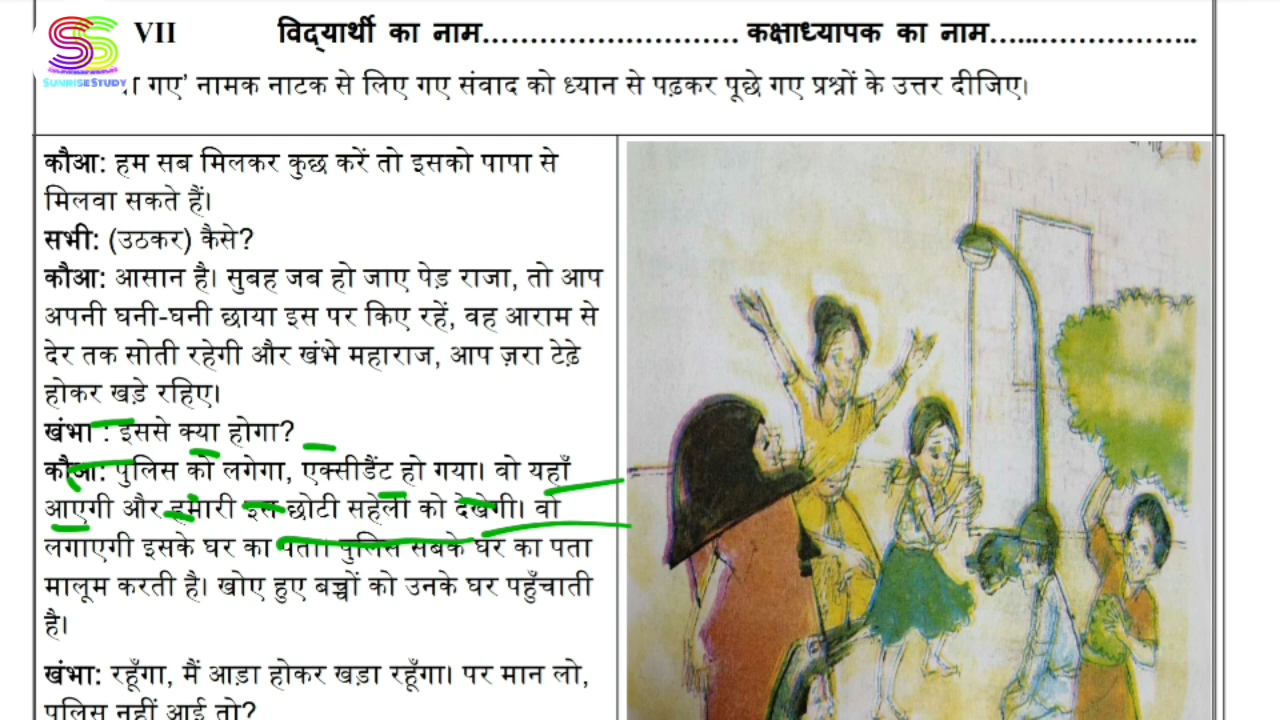 SUNRISESTUDY
VII विद्यार्थी का नाम........................... कक्षाध्यापक का नाम.......................
गए’ नामक नाटक से लिए गए संवाद को ध्यान से पढ़कर पूछे गए प्रश्नों के उत्तर दीजिए।
कौआ: हम सब मिलकर कुछ करें तो इसको पापा से
मिलवा सकते हैं।
सभी: (उठकर) कैसे?
कौआ: आसान है। सुबह जब हो जाए पेड़ राजा, तो आप
अपनी घनी-घनी छाया इस पर किए रहें, वह आराम से
देर तक सोती रहेगी और खंभे महाराज, आप ज़रा टेढ़े
होकर खड़े रहिए।
खंभा : इससे क्या होगा?
कौआ: पुलिस को लगेगा, एक्सीडैंट हो गया। वो यहाँ
आएगी और हमारी इस छोटी सहेली को देखेगी। वो
लगाएगी इसके घर का पता। पुलिस सबके घर का पता
मालूम करती है। खोए हुए बच्चों को उनके घर पहुँचाती
है।
खंभा: रहूँगा, मैं आड़ा होकर खड़ा रहूँगा। पर मान लो,
पुलिस नहीं आई तो?